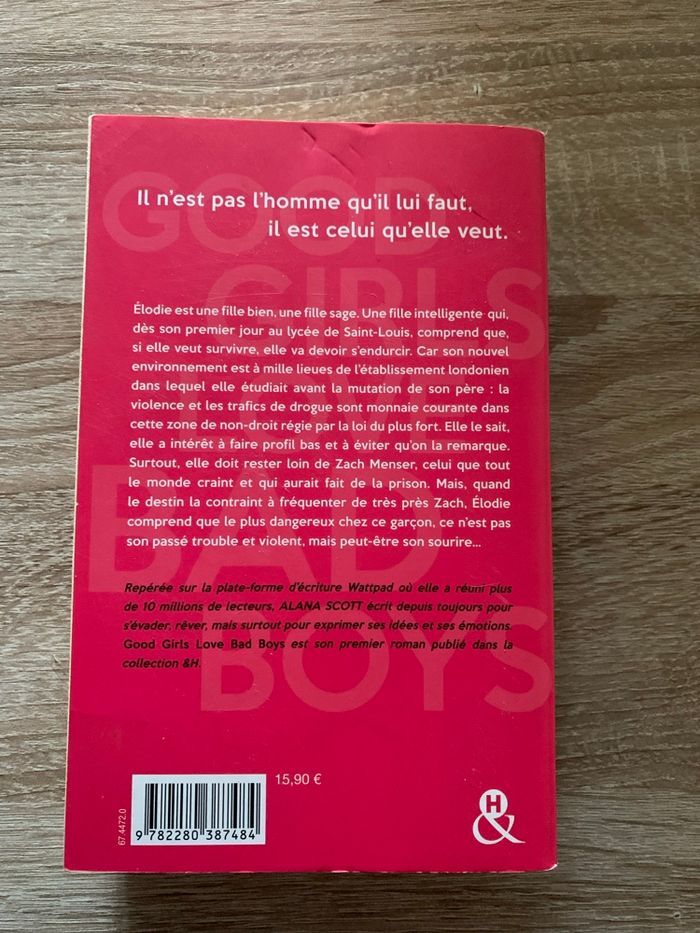 GOOD
GIRLS
LOVE
BAD
BOYS
Il n'est pas l'homme qu'il lui faut,
il est celui qu'elle veut.
Élodie est une fille bien, une fille sage. Une fille intelligente qui,
dès son premier jour au lycée de Saint-Louis, comprend que,
si elle veut survivre, elle va devoir s'endurcir. Car son nouvel
environnement est à mille lieues de l'établissement londonien
dans lequel elle étudiait avant la mutation de son père : la
violence et les trafics de drogue sont monnaie courante dans
cette zone de non-droit régie par la loi du plus fort. Elle le sait,
elle a intérêt à faire profil bas et à éviter qu'on la remarque.
Surtout, elle doit rester loin de Zach Menser, celui que tout
le monde craint et qui aurait fait de la prison. Mais, quand
le destin la contraint à fréquenter de très près Zach, Élodie
comprend que le plus dangereux chez ce garçon, ce n'est pas
son passé trouble et violent, mais peut-être son sourire...
Repérée sur la plate-forme d'écriture Wattpad où elle a réuni plus
de 10 millions de lecteurs, ALANA SCOTT écrit depuis toujours pour
s'évader, rêver, mais surtout pour exprimer ses idées et ses émotions.
Good Girls Love Bad Boys est son premier roman publié dans la
collection &H.
15,90 €
67.4472.0
9 782280 387484
H
&